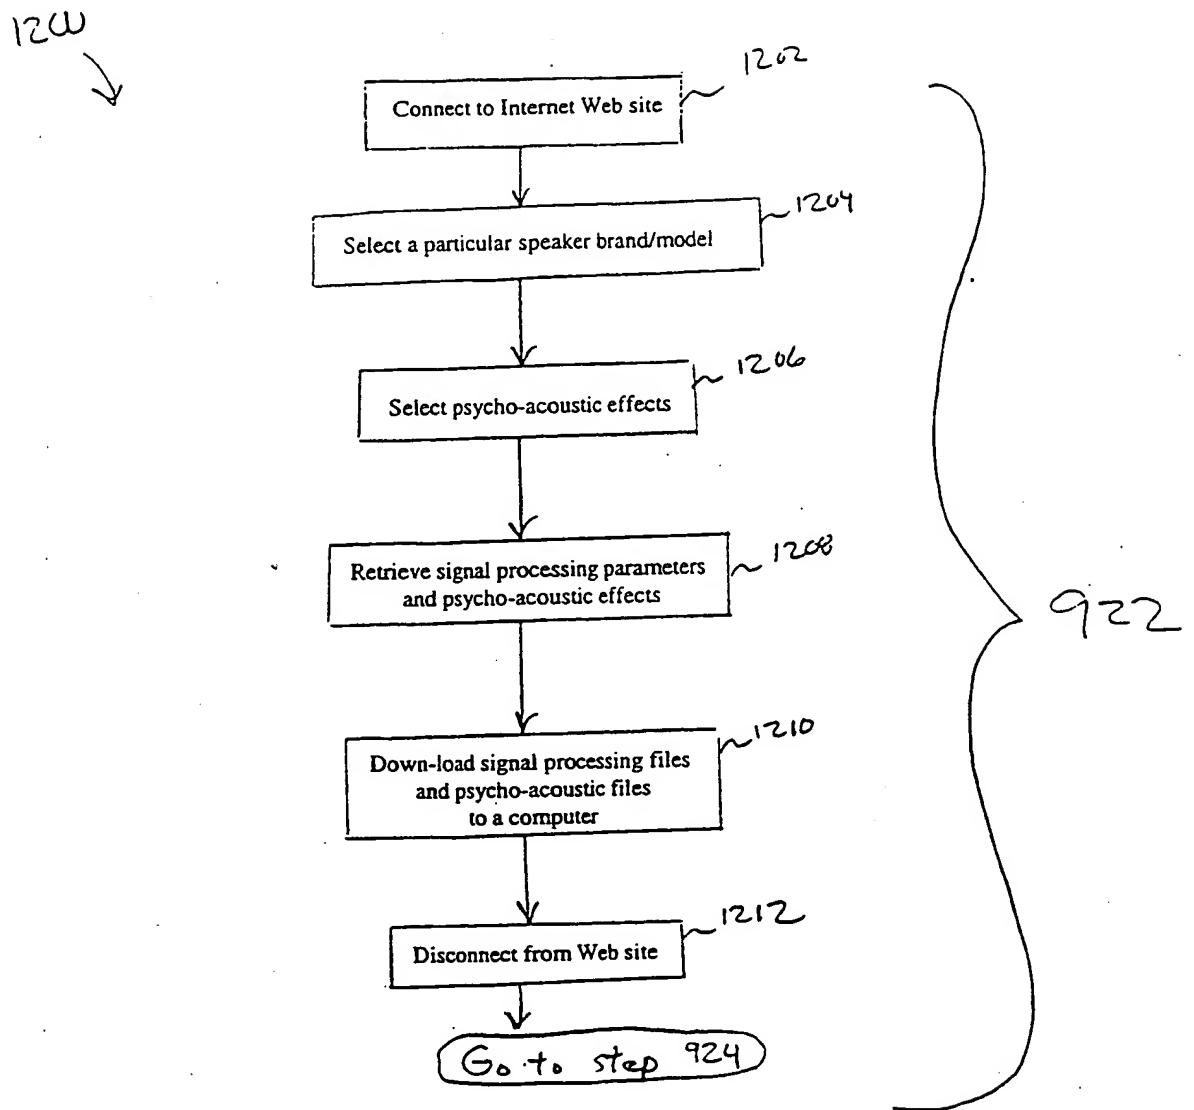 1200
1202
Connect to Internet Web site
1204
Select a particular speaker brand/model
1206
Select psycho-acoustic effects
1208
Retrieve signal processing parameters
and psycho-acoustic effects
922
1210
Down-load signal processing files
and psycho-acoustic files
to a computer
1212
Disconnect from Web site
Go to step 924